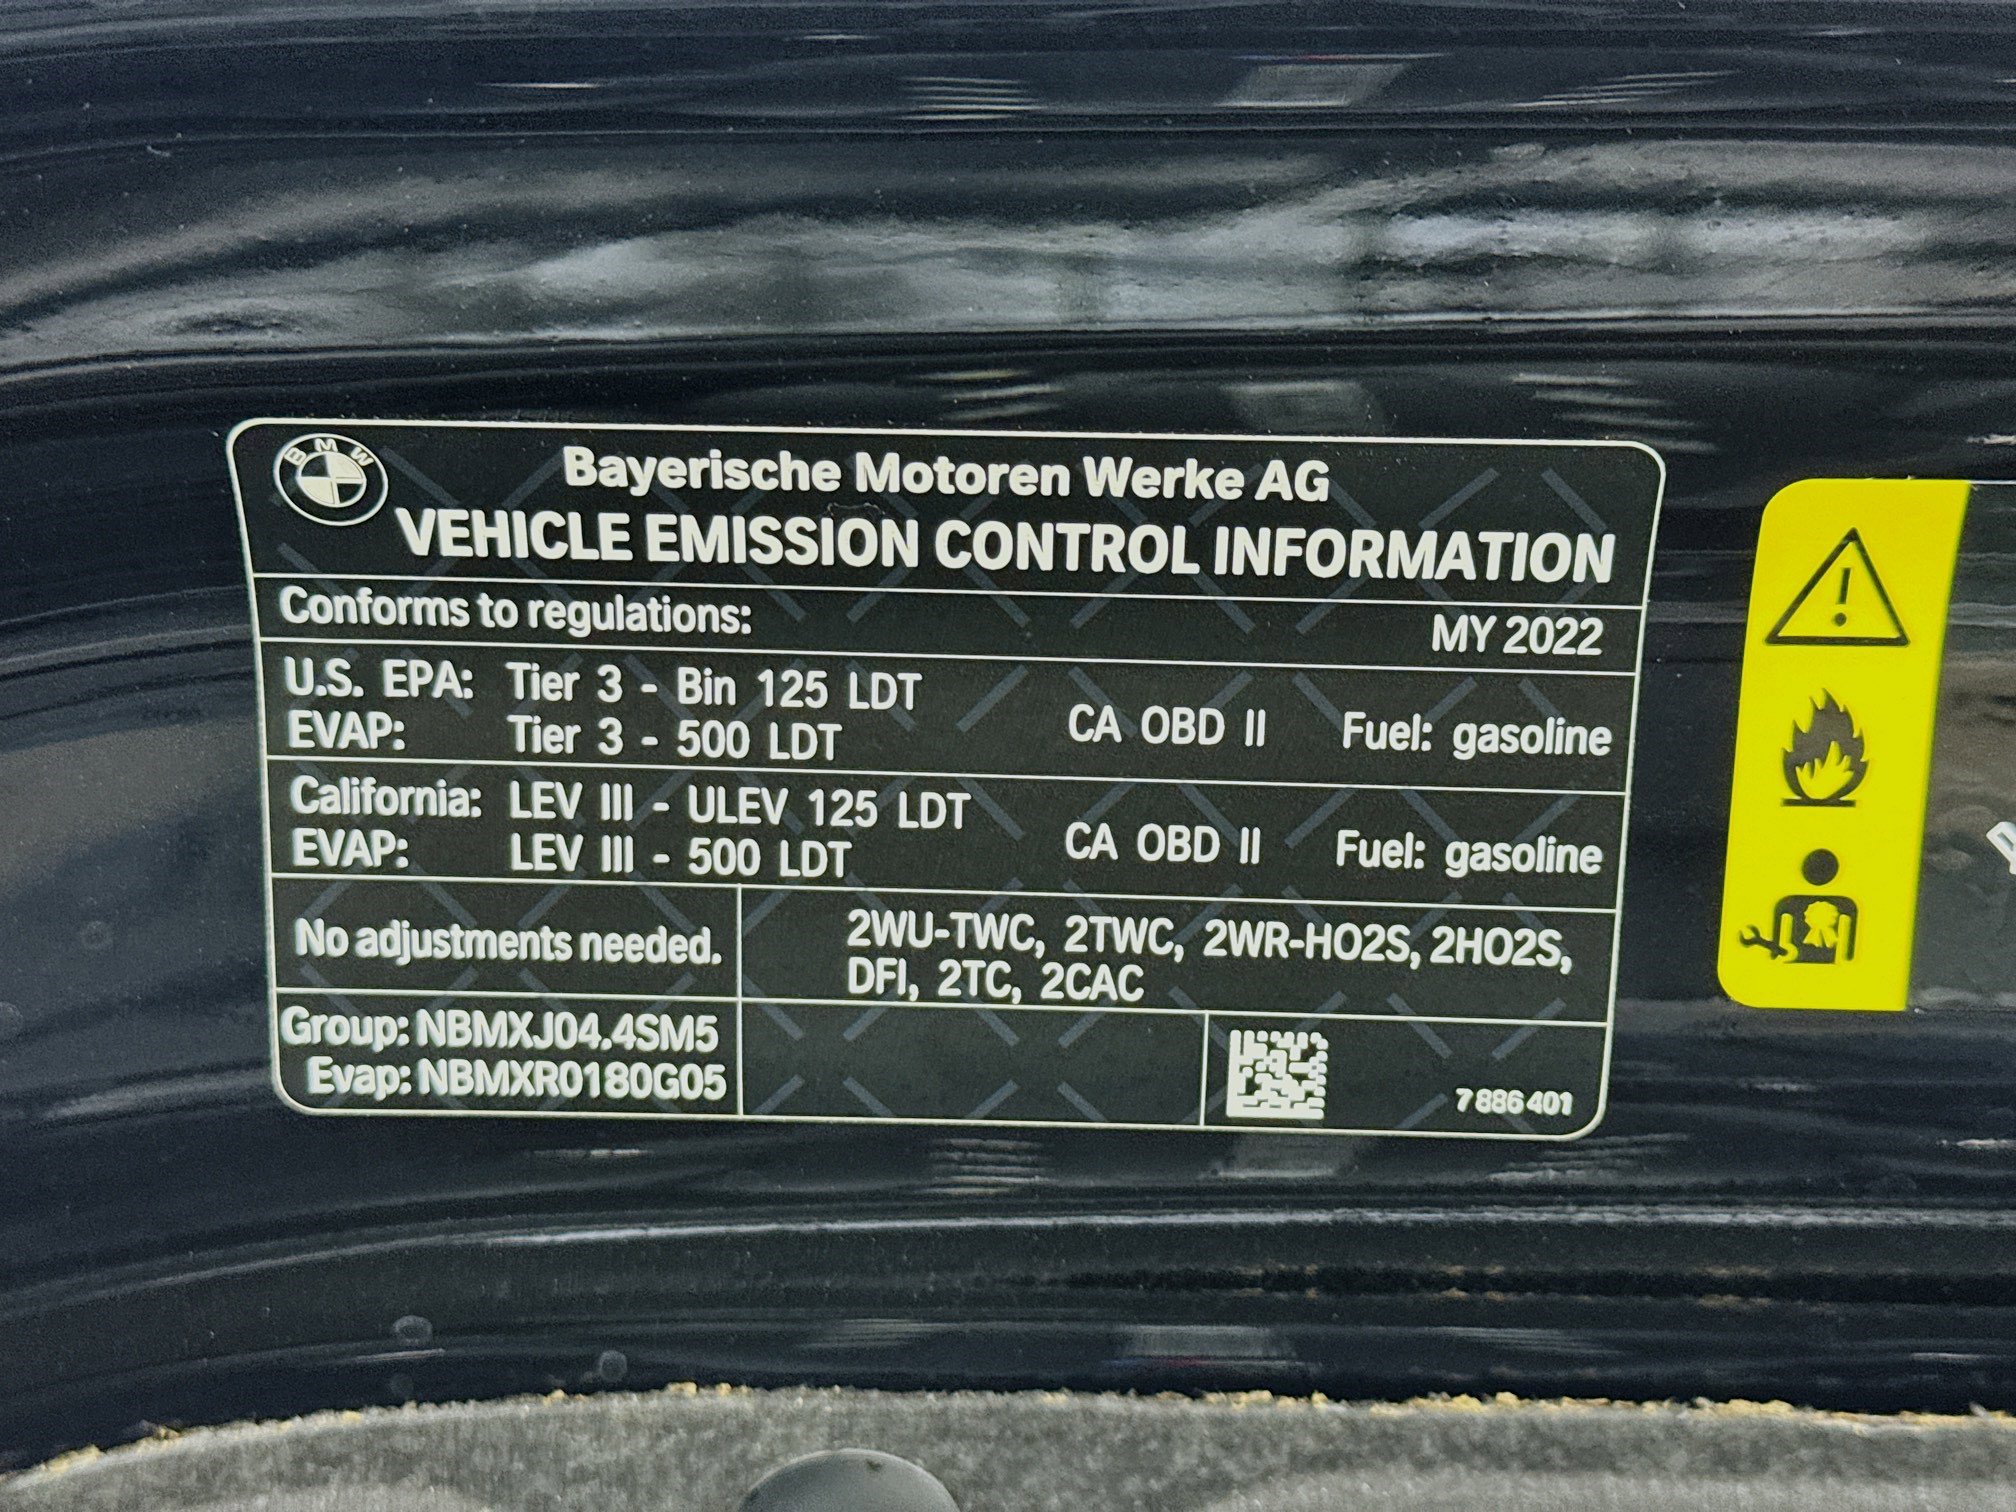 BMW
Bayerische Motoren Werke AG
VEHICLE EMISSION CONTROL INFORMATION
Conforms to regulations: MY 2022
U.S. EPA: Tier 3 - Bin 125 LDT
EVAP: Tier 3 - 500 LDT
CA OBD II Fuel: gasoline
California: LEV III - ULEV 125 LDT
EVAP: LEV III - 500 LDT
CA OBD II Fuel: gasoline
No adjustments needed.
2WU-TWC, 2TWC, 2WR-HO2S, 2HO2S,
DFI, 2TC, 2CAC
Group: NBMXJ04.4SM5
Evap: NBMXR0180G05
7 886 401